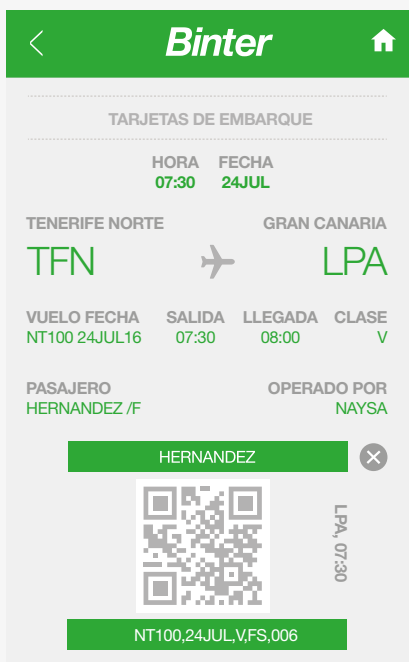 Binter
TARJETAS DE EMBARQUE
HORA FECHA
07:30 24JUL
TENERIFE NORTE GRAN CANARIA
TFN LPA
VUELO FECHA SALIDA LLEGADA CLASE
NT100 24JUL16 07:30 08:00 V
PASAJERO OPERADO POR
HERNANDEZ /F NAYSA
HERNANDEZ
LPA, 07:30
NT100,24JUL,V,FS,006